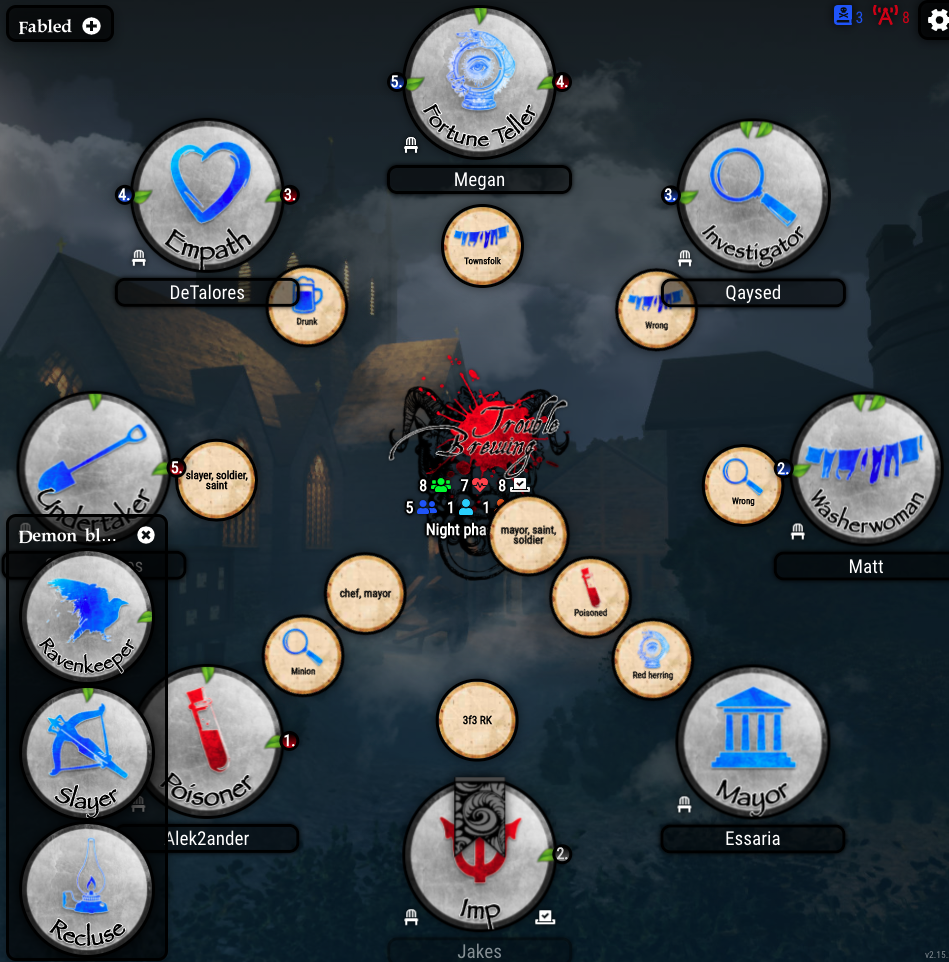 Fabled
3
8
5.
4.
Fortune Teller
Megan
4.
3.
Empath
DeTalores
3.
Investigator
Qaysed
Townsfolk
Drunk
Wrong
Trouble
Brewing
5.
Undertaker
slayer, soldier,
saint
8 7 8
5 1 1
Night pha
mayor, saint,
soldier
Wrong
2.
Washerwoman
Matt
Demon bl...
Ravenkeeper
Slayer
Recluse
chef, mayor
Minion
Poisoned
Red herring
3f3 RK
1.
Poisoner
Alek2ander
2.
Imp
Jakes
Mayor
Essaria